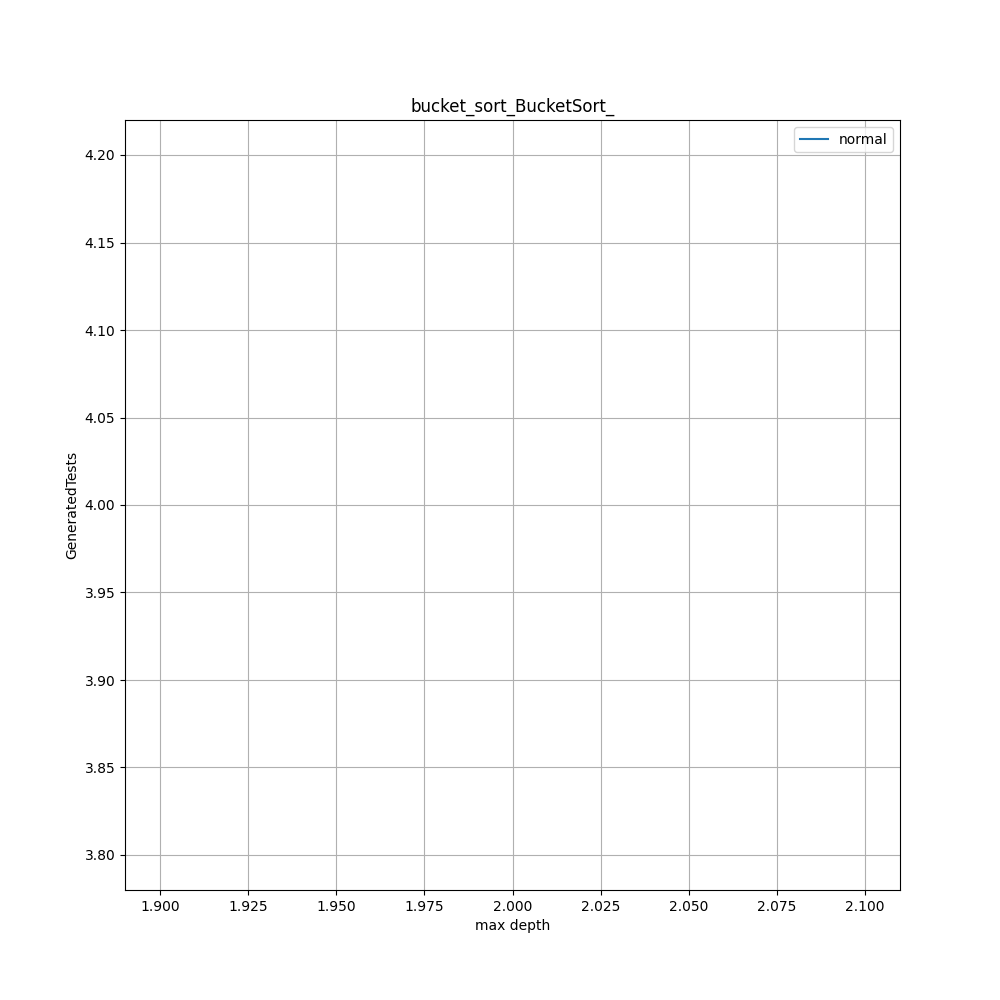 bucket_sort_BucketSort_
normal
4.20
4.15
4.10
4.05
4.00
3.95
3.90
3.85
3.80
GeneratedTests
1.900 1.925 1.950 1.975 2.000 2.025 2.050 2.075 2.100
max depth